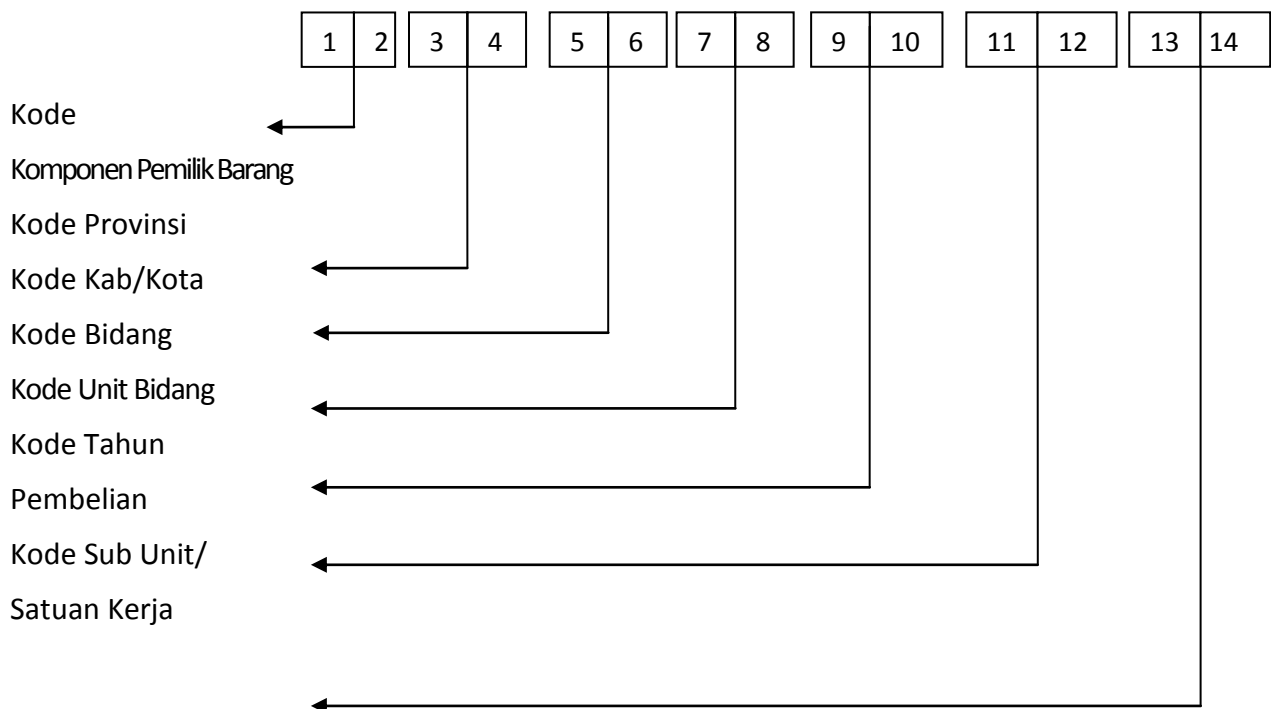 1 2 3 4 5 6 7 8 9 10 11 12 13 14
Kode
Komponen Pemilik Barang
Kode Provinsi
Kode Kab/Kota
Kode Bidang
Kode Unit Bidang
Kode Tahun
Pembelian
Kode Sub Unit/
Satuan Kerja